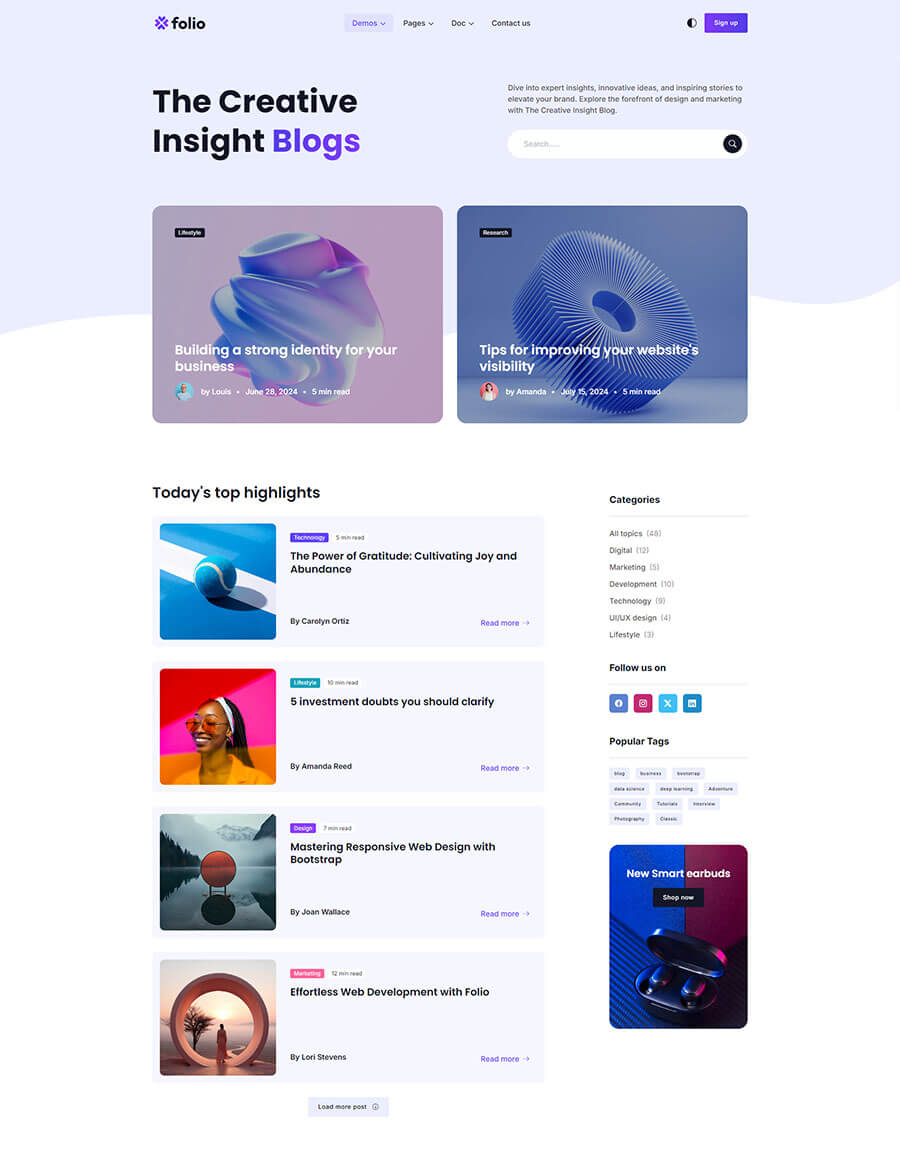 folio
Demos
Pages
Doc
Contact us
Sign up
The Creative
Insight Blogs
Dive into expert insights, innovative ideas, and inspiring stories to
elevate your brand. Explore the forefront of design and marketing
with The Creative Insight Blog.
Search.....
Lifestyle
Building a strong identity for your
business
by Louis • June 28, 2024 • 5 min read
Research
Tips for improving your website's
visibility
by Amanda • July 15, 2024 • 5 min read
Today's top highlights
Technology 5 min read
The Power of Gratitude: Cultivating Joy and
Abundance
By Carolyn Ortiz
Read more →
Lifestyle 10 min read
5 investment doubts you should clarify
By Amanda Reed
Read more →
Design 7 min read
Mastering Responsive Web Design with
Bootstrap
By Joan Wallace
Read more →
Marketing 12 min read
Effortless Web Development with Folio
By Lori Stevens
Read more →
Load more post
Categories
All topics (48)
Digital (12)
Marketing (5)
Development (10)
Technology (9)
UI/UX design (4)
Lifestyle (3)
Follow us on
Popular Tags
blog business bootstrap
data science deep learning Adventure
Community Tutorials Interview
Photography Classic
New Smart earbuds
Shop now